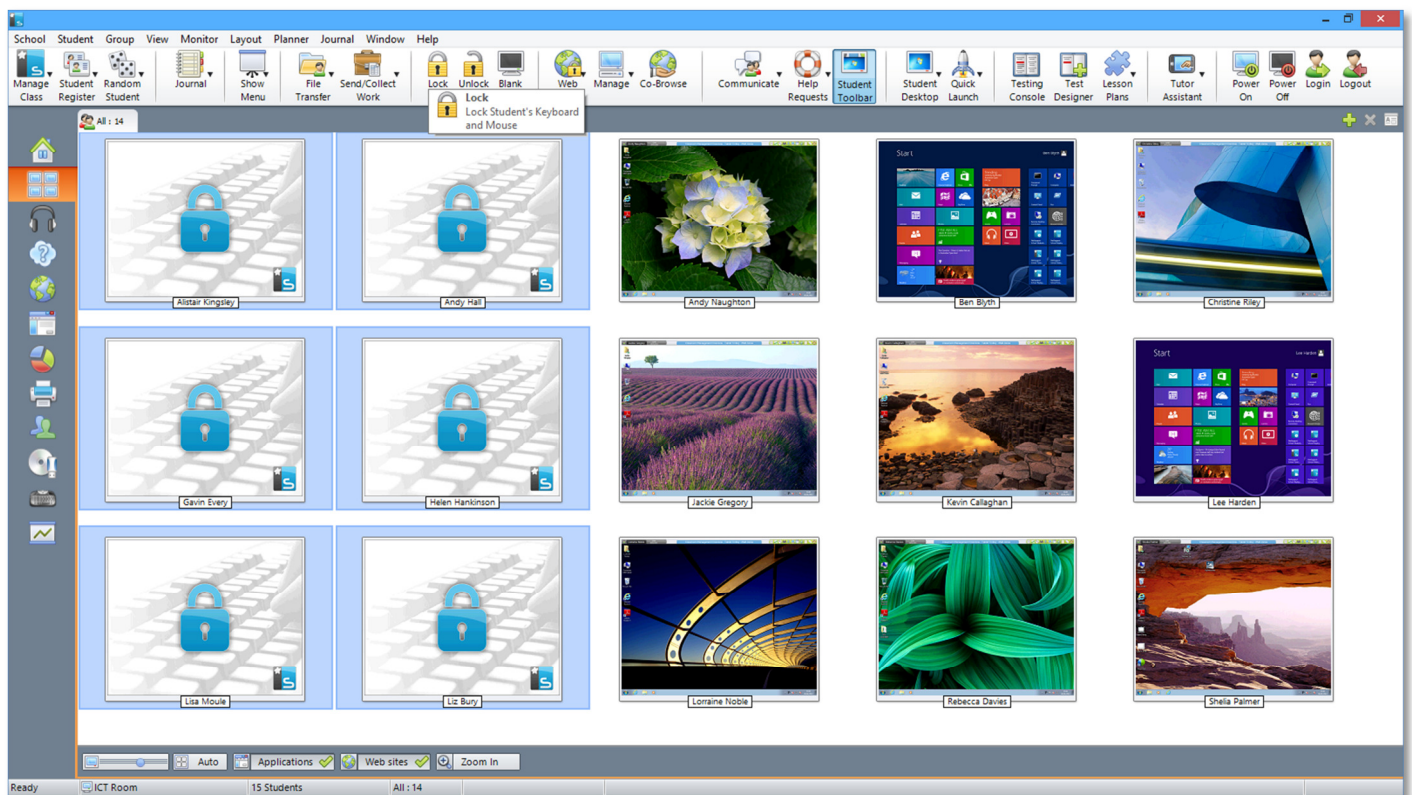 School Student Group View Monitor Layout Planner Journal Window Help
Manage Class
Student Register
Random Student
Journal
Show Menu
File Transfer
Send/Collect Work
Lock
Unlock
Blank
Web
Manage
Co-Browse
Communicate
Help Requests
Student Toolbar
Student Desktop
Quick Launch
Testing Console
Test Designer
Lesson Plans
Tutor Assistant
Power On
Power Off
Login
Logout
Lock
Lock Student's Keyboard
and Mouse
All : 14
Start
Ben Blyth
Alistair Kingsley
Andy Hall
Andy Naughton
Ben Blyth
Christine Riley
Start
Lee Harden
Gavin Every
Helen Hankinson
Jackie Gregory
Kevin Callaghan
Lee Harden
Lisa Moule
Liz Bury
Lorraine Noble
Rebecca Davies
Shelia Palmer
Auto
Applications
Web sites
Zoom In
Ready
ICT Room
15 Students
All : 14